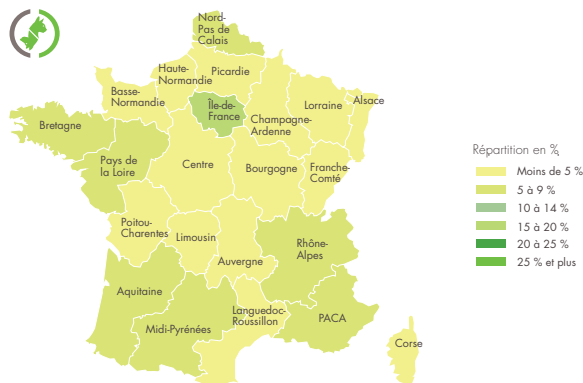 Nord-
Pas de
Calais
Haute-
Normandie
Picardie
Basse-
Normandie
Île-de-
France
Champagne-
Ardenne
Lorraine
Alsace
Bretagne
Pays de
la Loire
Centre
Bourgogne
Franche-
Comté
Poitou-
Charentes
Limousin
Auvergne
Rhône-
Alpes
Aquitaine
Midi-Pyrénées
Languedoc-
Roussillon
PACA
Corse
Répartition en %
Moins de 5 %
5 à 9 %
10 à 14 %
15 à 20 %
20 à 25 %
25 % et plus